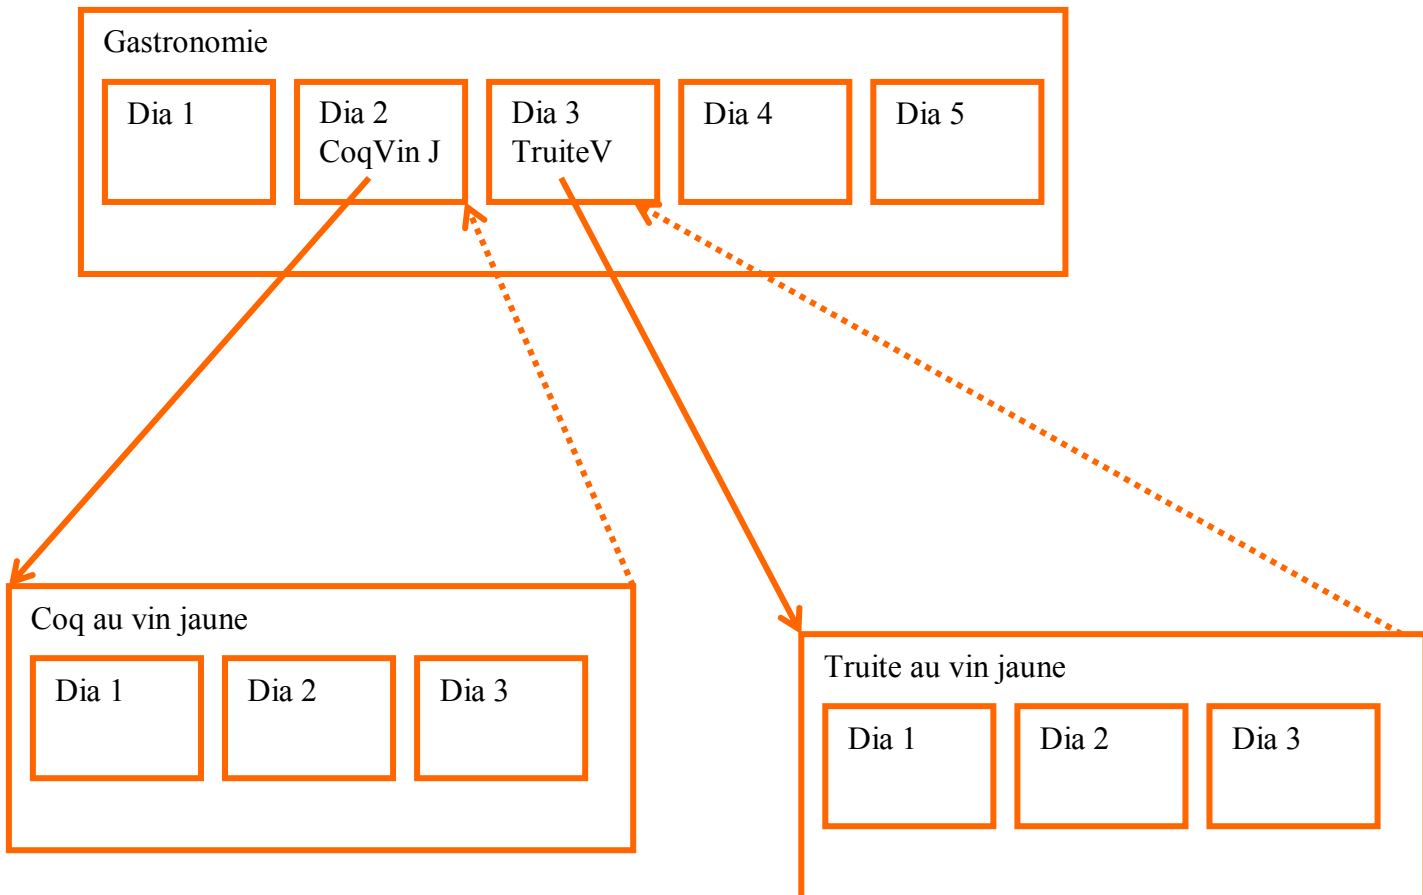 Gastronomie
Dia 1
Dia 2
CoqVin J
Dia 3
TruiteV
Dia 4
Dia 5
Coq au vin jaune
Dia 1
Dia 2
Dia 3
Truite au vin jaune
Dia 1
Dia 2
Dia 3